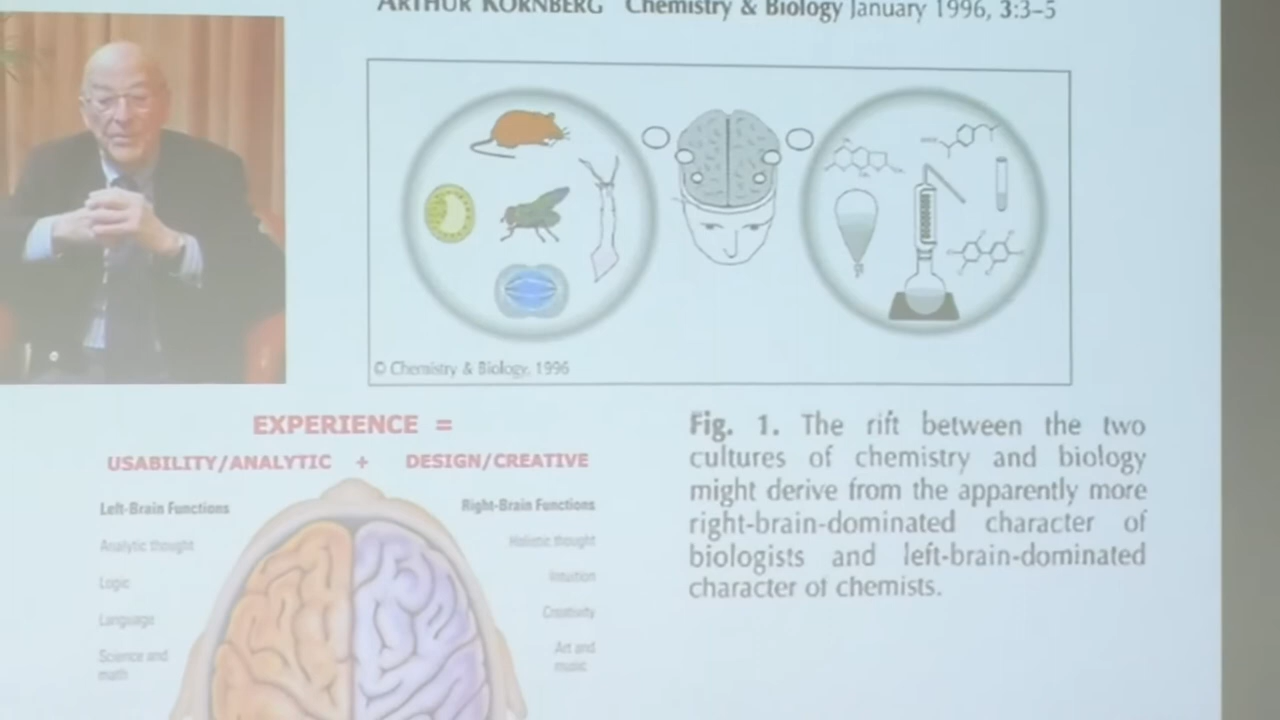 ARTHUR KORNBERG Chemistry & Biology January 1996, 3:3–5
© Chemistry & Biology, 1996
EXPERIENCE =
USABILITY/ANALYTIC + DESIGN/CREATIVE
Left-Brain Functions
Analytic thought
Logic
Language
Science and
math
Right-Brain Functions
Holistic thought
Intuition
Creativity
Art and
music
Fig. 1. The rift between the two
cultures of chemistry and biology
might derive from the apparently more
right-brain-dominated character of
biologists and left-brain-dominated
character of chemists.